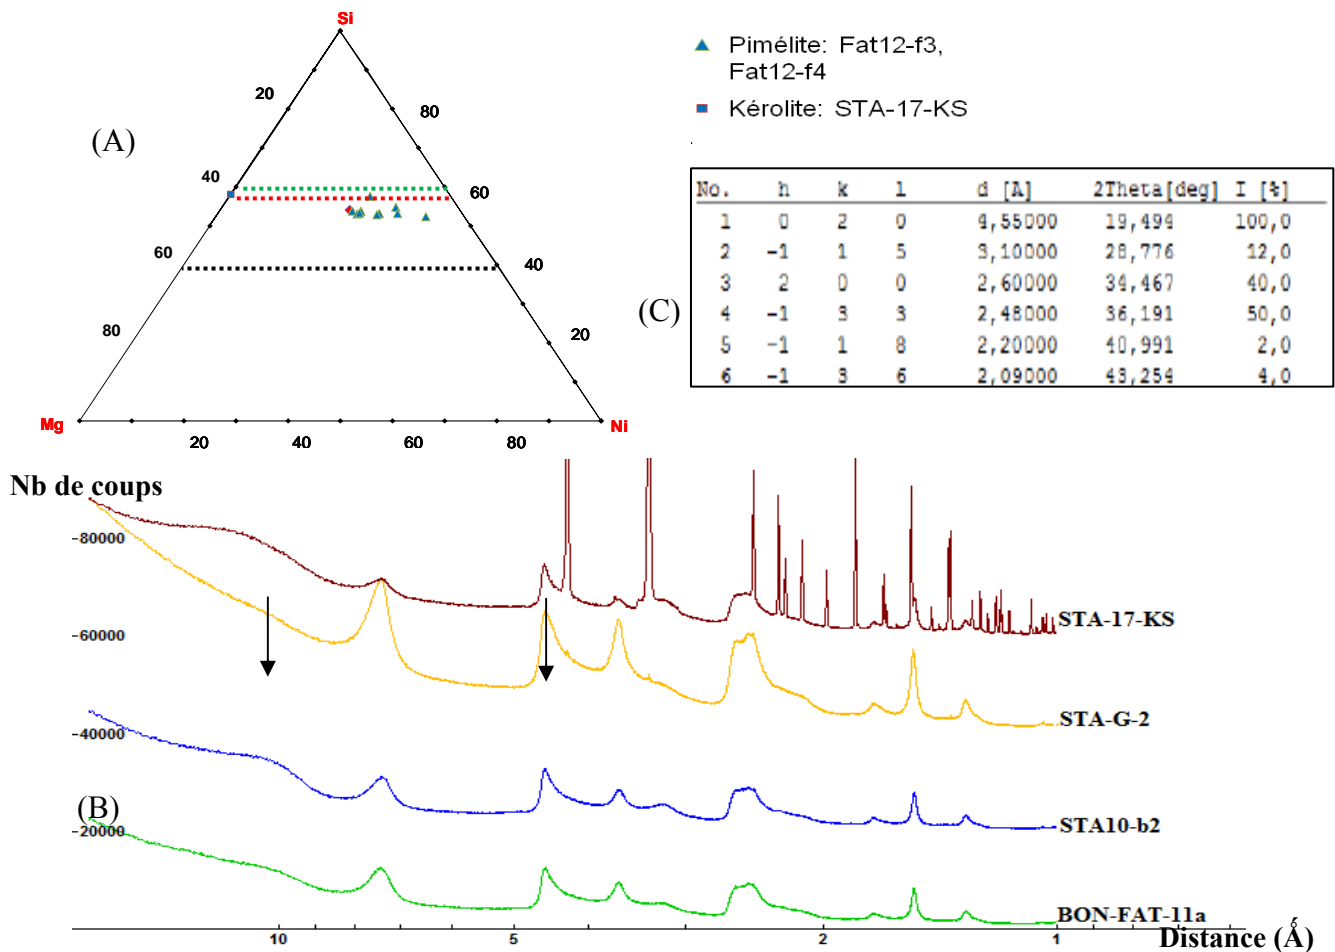 Si
20
80
(A)
40
60
60
40
80
20
Mg
Ni
20
40
60
80
Pimélite: Fat12-f3,
Fat12-f4
Kérolite: STA-17-KS
(C)
No. h k l d [A] 2Theta[deg] I [%]
1 0 2 0 4,55000 19,494 100,0
2 -1 1 5 3,10000 28,776 12,0
3 2 0 0 2,60000 34,467 40,0
4 -1 3 3 2,48000 36,191 50,0
5 -1 1 8 2,20000 40,991 2,0
6 -1 3 6 2,09000 43,254 4,0
Nb de coups
-80000
STA-17-KS
-60000
STA-G-2
-40000
(B)
STA10-b2
-20000
BON-FAT-11a
10 5 2 1
Distance (Å)